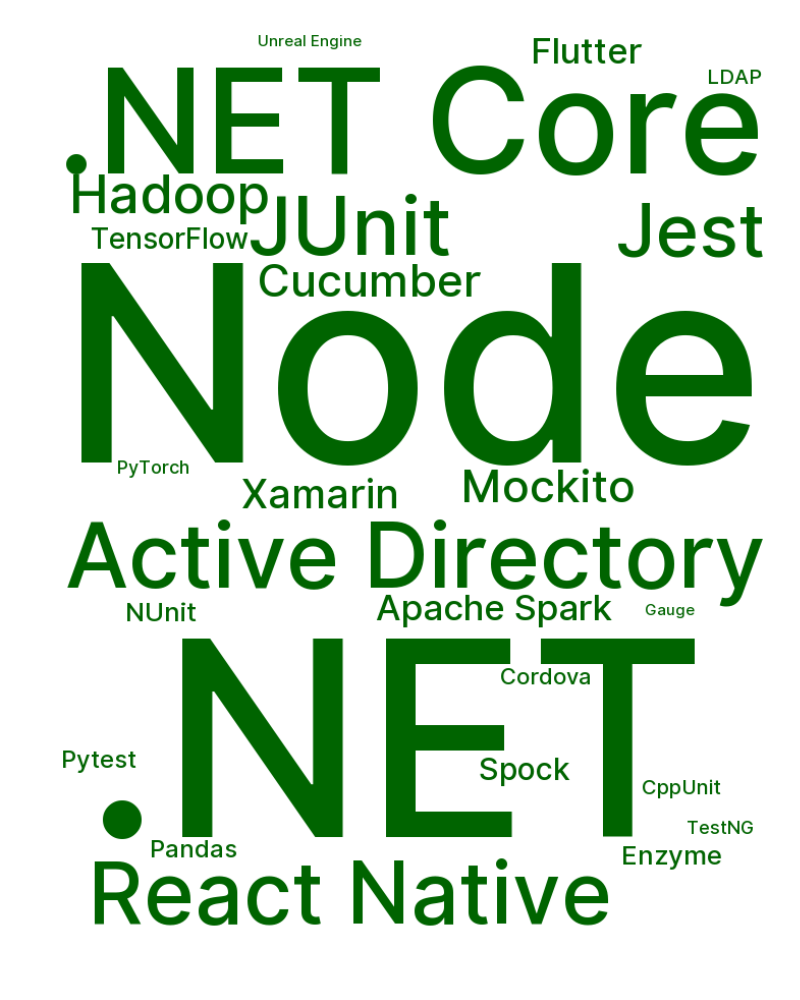 Unreal Engine
Flutter
LDAP
.NET Core
Hadoop
JUnit
Jest
TensorFlow
Cucumber
Node
PyTorch
Xamarin
Mockito
Active Directory
NUnit
Apache Spark
Gauge
.NET
Cordova
Pytest
Spock
CppUnit
TestNG
Pandas
Enzyme
React Native